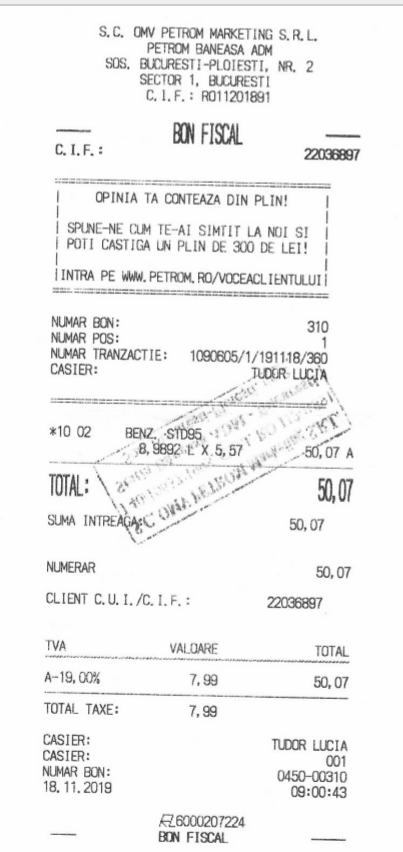 S.C. OMV PETROM MARKETING S.R.L.
PETROM BANEASA ADM
SOS. BUCURESTI-PLOIESTI, NR. 2
SECTOR 1, BUCURESTI
C.I.F.: RO11201891
BON FISCAL
C.I.F.: 22036897
OPINIA TA CONTEAZA DIN PLIN!
SPUNE-NE CUM TE-AI SIMTIT LA NOI SI
POTI CASTIGA UN PLIN DE 300 DE LEI!
INTRA PE WWW.PETROM.RO/VOCEACLIENTULUI
NUMAR BON: 310
NUMAR POS: 1
NUMAR TRANZACTIE: 1090605/1/191118/360
CASIER: TUDOR LUCIA
*10 02 BENZ. STD95
8,9892 L X 5,57 50,07 A
TOTAL: 50,07
SUMA INTREAGA: 50,07
NUMERAR 50,07
CLIENT C.U.I./C.I.F.: 22036897
TVA VALOARE TOTAL
A-19,00% 7,99 50,07
TOTAL TAXE: 7,99
CASIER: TUDOR LUCIA
CASIER: 001
NUMAR BON: 0450-00310
18.11.2019 09:00:43
6000207224
BON FISCAL